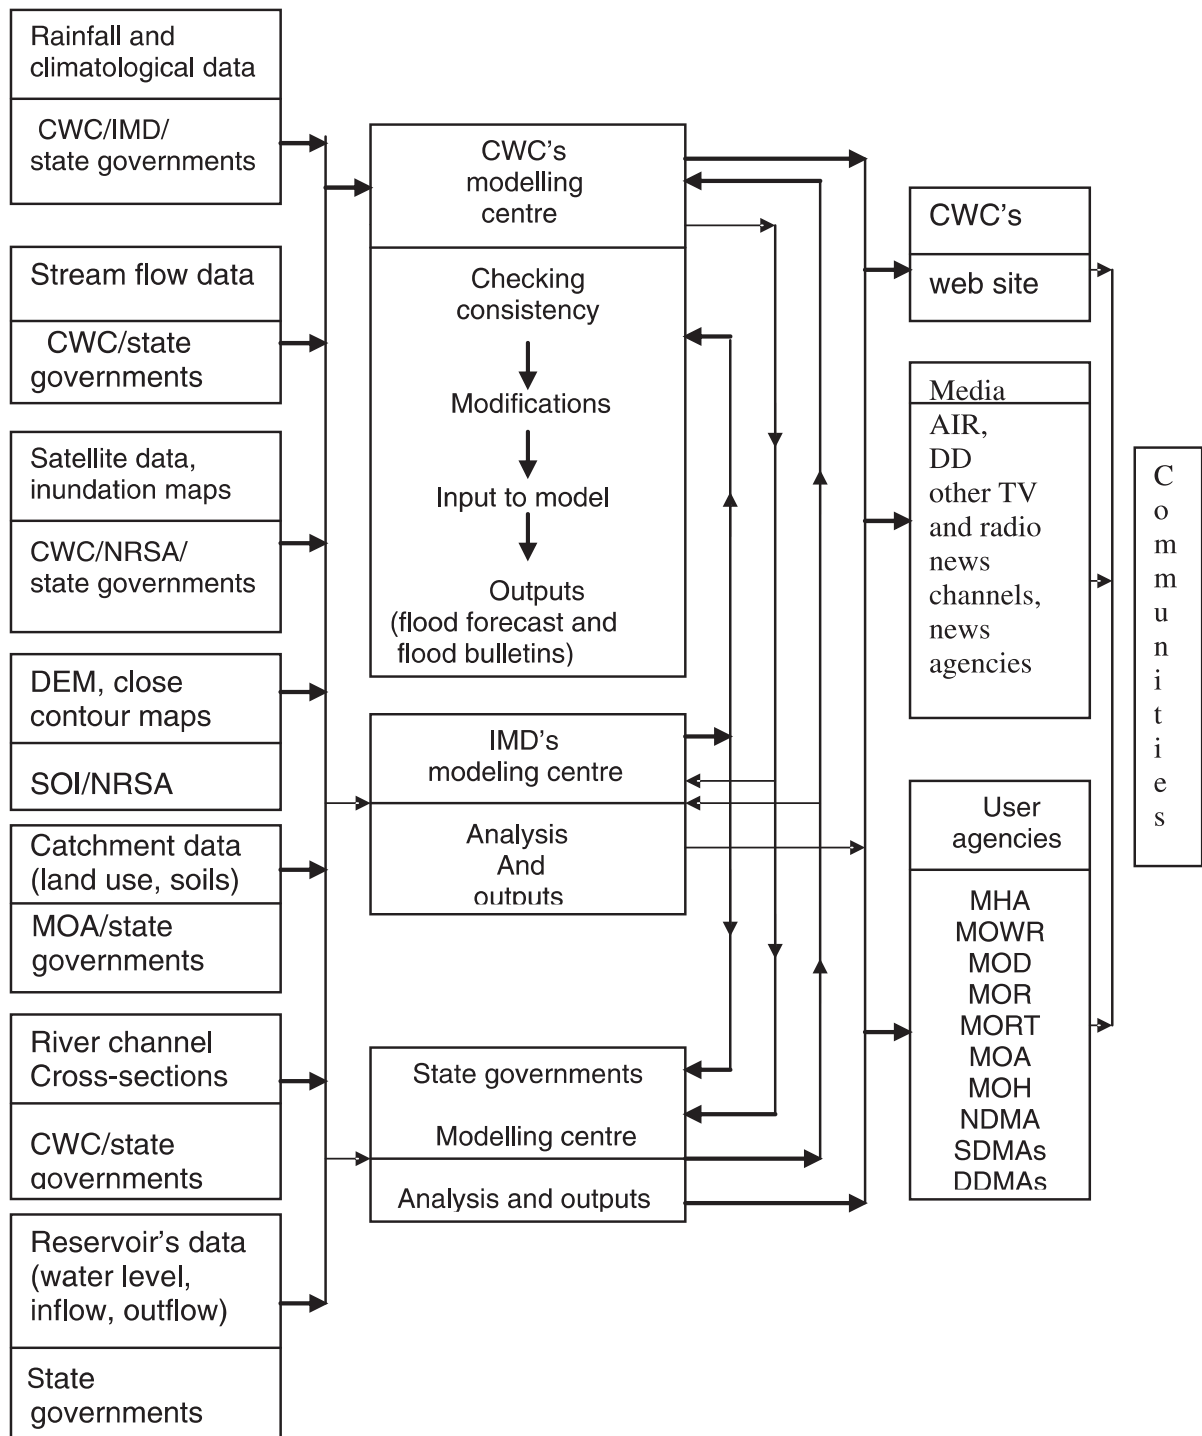 Rainfall and
climatological data
CWC/IMD/
state governments
Stream flow data
CWC/state
governments
Satellite data,
inundation maps
CWC/NRSA/
state governments
DEM, close
contour maps
SOI/NRSA
Catchment data
(land use, soils)
MOA/state
governments
River channel
Cross-sections
CWC/state
governments
Reservoir's data
(water level,
inflow, outflow)
State
governments
CWC's
modelling
centre
Checking
consistency
Modifications
Input to model
Outputs
(flood forecast and
flood bulletins)
IMD's
modeling centre
Analysis
And
outputs
State governments
Modelling centre
Analysis and outputs
CWC's
web site
Media
AIR,
DD
other TV
and radio
news
channels,
news
agencies
User
agencies
MHA
MOWR
MOD
MOR
MORT
MOA
MOH
NDMA
SDMAs
DDMAs
Communities